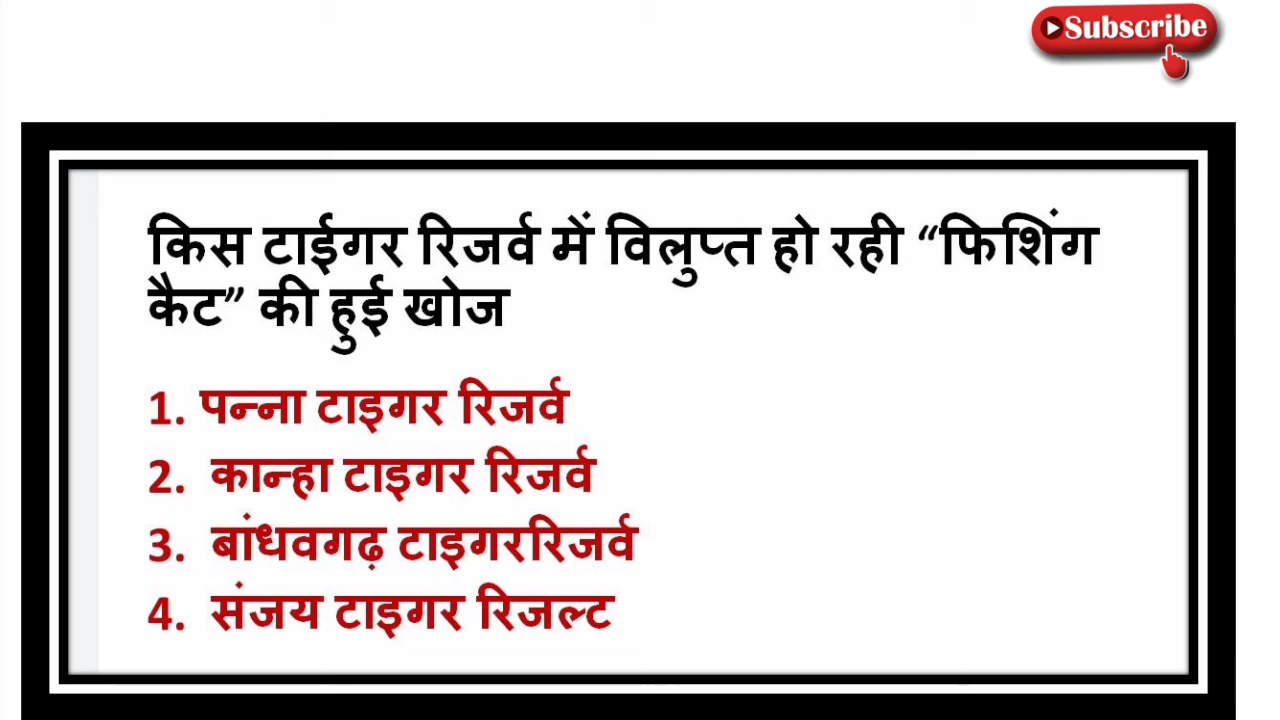 Subscribe
किस टाईगर रिजर्व में विलुप्त हो रही “फिशिंग
कैट” की हुई खोज
1. पन्ना टाइगर रिजर्व
2. कान्हा टाइगर रिजर्व
3. बांधवगढ़ टाइगररिजर्व
4. संजय टाइगर रिजल्ट